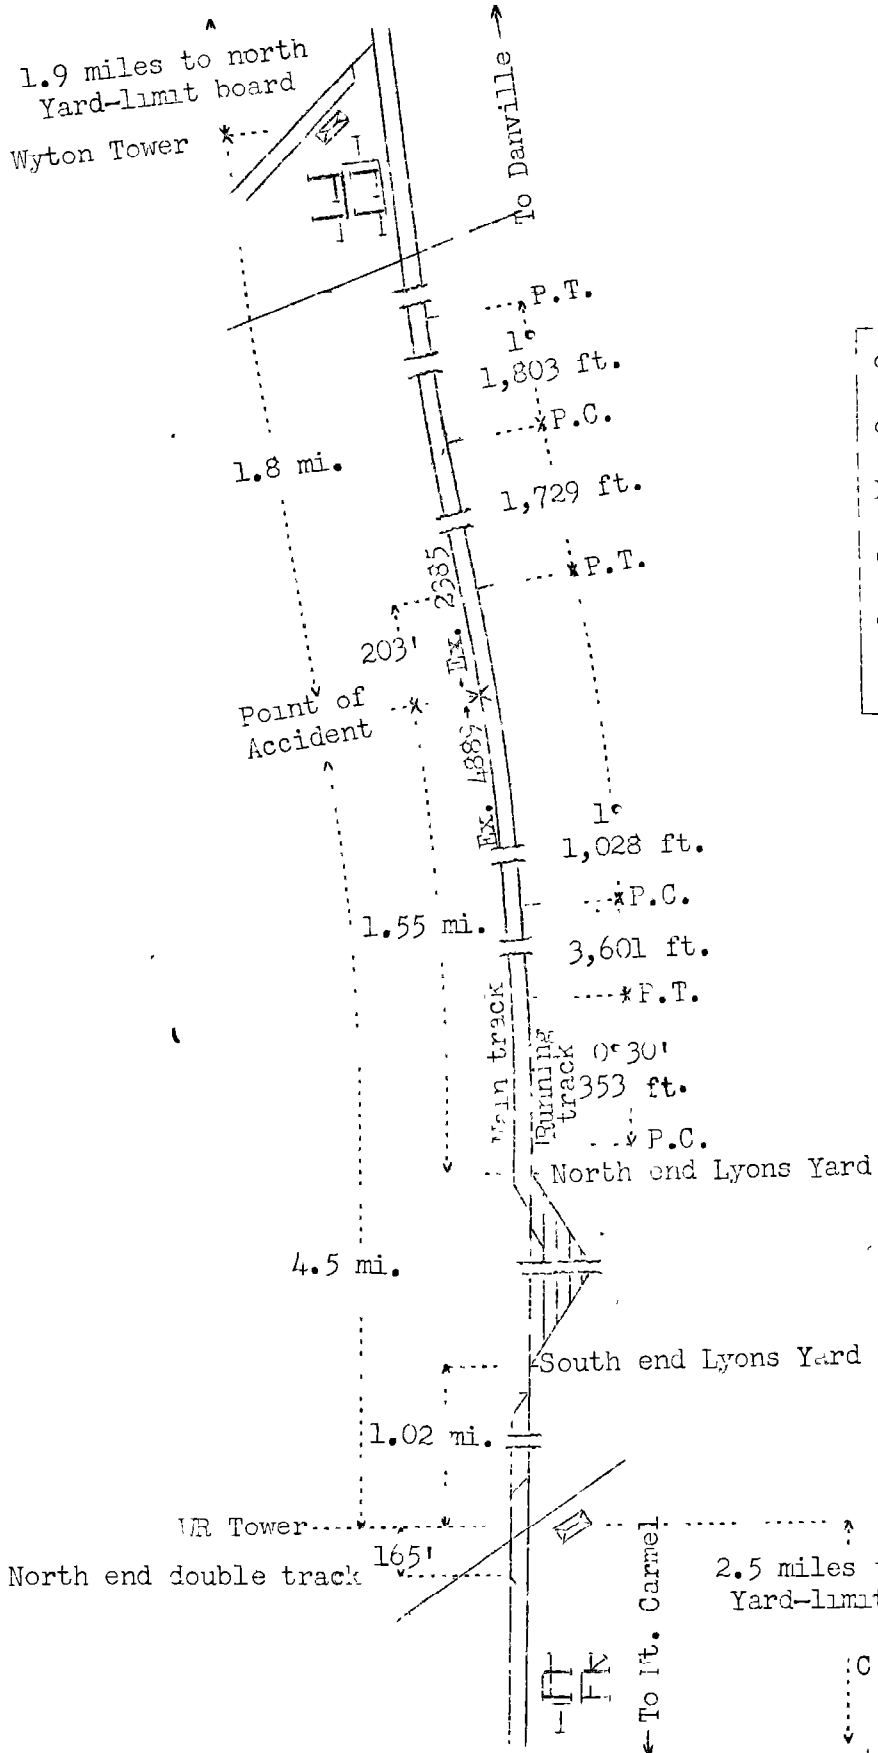 1.9 miles to north
Yard-limit board
Wyton Tower
To Danville
P.T.
1°
1,803 ft.
P.C.
1.8 mi.
1,729 ft.
P.T.
Ex. 2385
203'
Point of
Accident
Ex. 4889
1°
1,028 ft.
P.C.
1.55 mi.
3,601 ft.
P.T.
Main track
Running
track
0°30'
353 ft.
P.C.
North end Lyons Yard
4.5 mi.
South end Lyons Yard
1.02 mi.
Tower
165'
North end double track
2.5 miles
Yard-limit
To Mt. Carmel
C